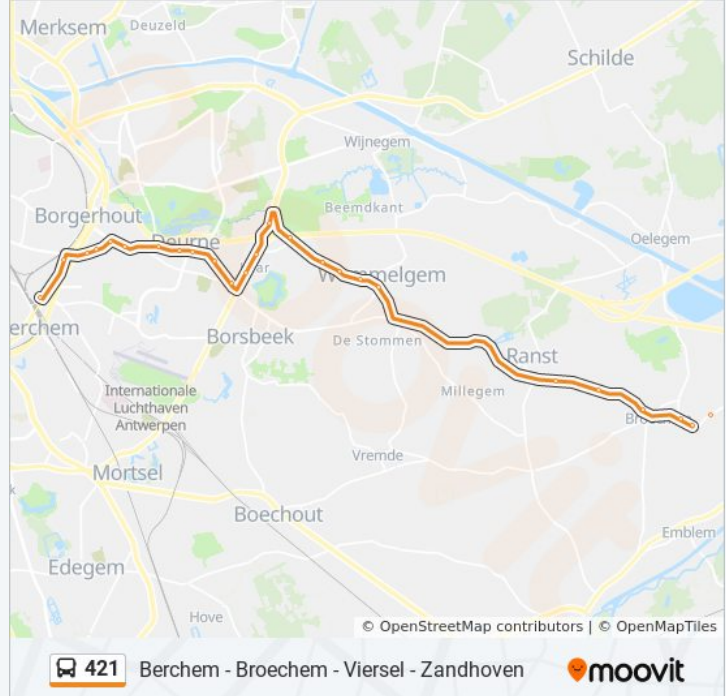 Merksem
Deuzeld
Schilde
Wijnegem
Borgerhout
Beemdkant
Deurne
Oelegem
Wommelgem
erchem
Borsbeek
De Stommen
Ranst
Millegem
Internationale
Luchthaven
Antwerpen
Vremde
Mortsel
Boechout
Emblem
Edegem
Hove
© OpenStreetMap contributors | © OpenMapTiles
421 Berchem - Broechem - Viersel - Zandhoven moovit